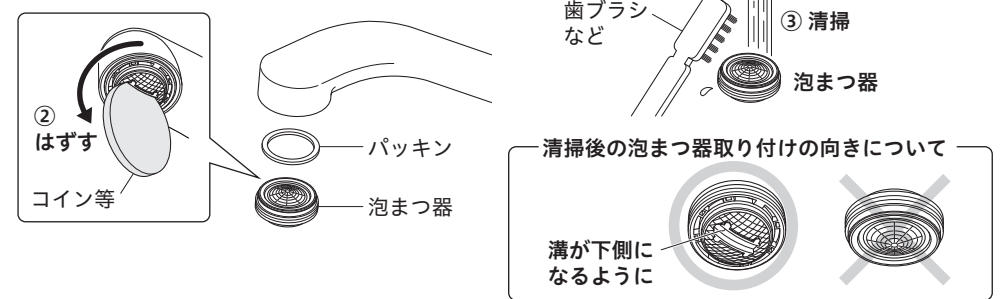 ②
はずす
コイン等
パッキン
泡まつ器
歯ブラシ
など
③ 清掃
泡まつ器
清掃後の泡まつ器取り付けの向きについて
溝が下側に
なるように